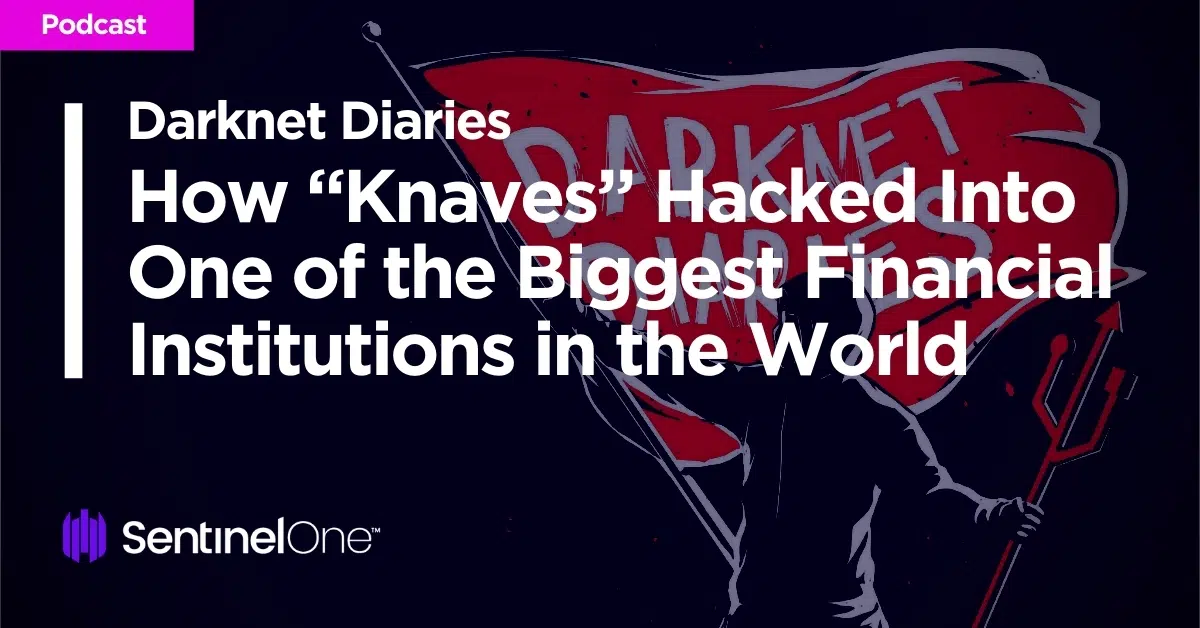 Podcast
Darknet Diaries
How “Knaves” Hacked Into
One of the Biggest Financial
Institutions in the World
DARKNET
DIARIES
SentinelOne™